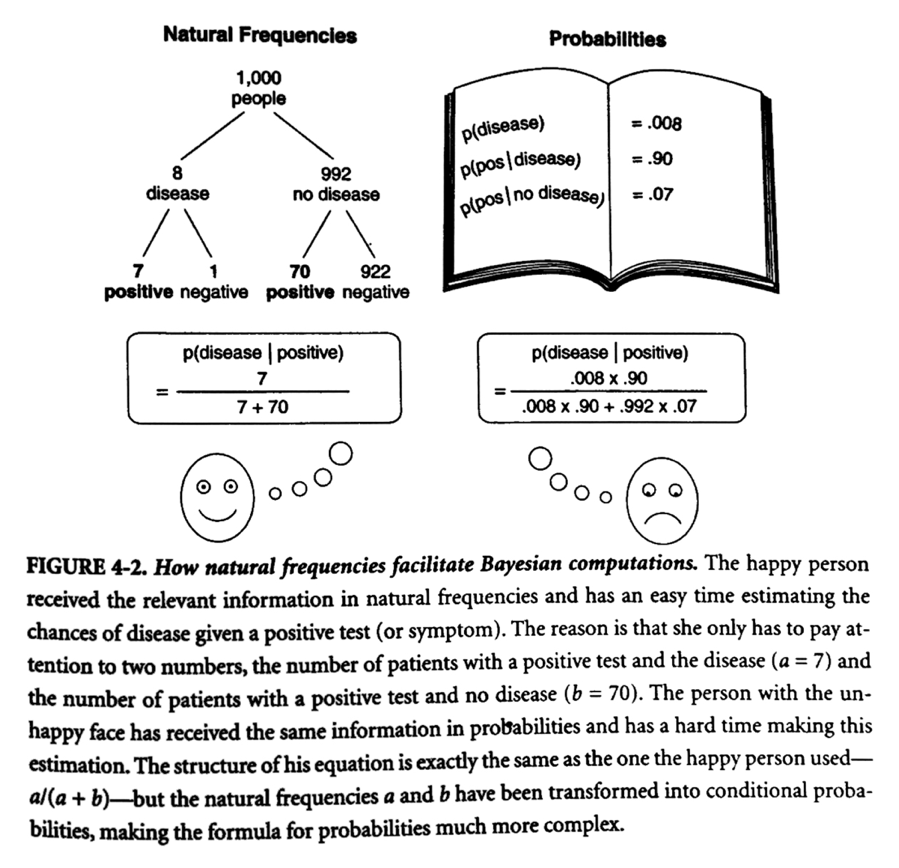 Natural Frequencies
1,000
people
8
disease
992
no disease
7
positive
1
negative
70
positive
922
negative
p(disease | positive)
= 7
7 + 70
Probabilities
p(disease) = .008
p(pos | disease) = .90
p(pos | no disease) = .07
p(disease | positive)
= .008 x .90
.008 x .90 + .992 x .07
FIGURE 4-2. How natural frequencies facilitate Bayesian computations. The happy person
received the relevant information in natural frequencies and has an easy time estimating the
chances of disease given a positive test (or symptom). The reason is that she only has to pay at-
tention to two numbers, the number of patients with a positive test and the disease (a = 7) and
the number of patients with a positive test and no disease (b = 70). The person with the un-
happy face has received the same information in probabilities and has a hard time making this
estimation. The structure of his equation is exactly the same as the one the happy person used—
a/(a + b)—but the natural frequencies a and b have been transformed into conditional proba-
bilities, making the formula for probabilities much more complex.